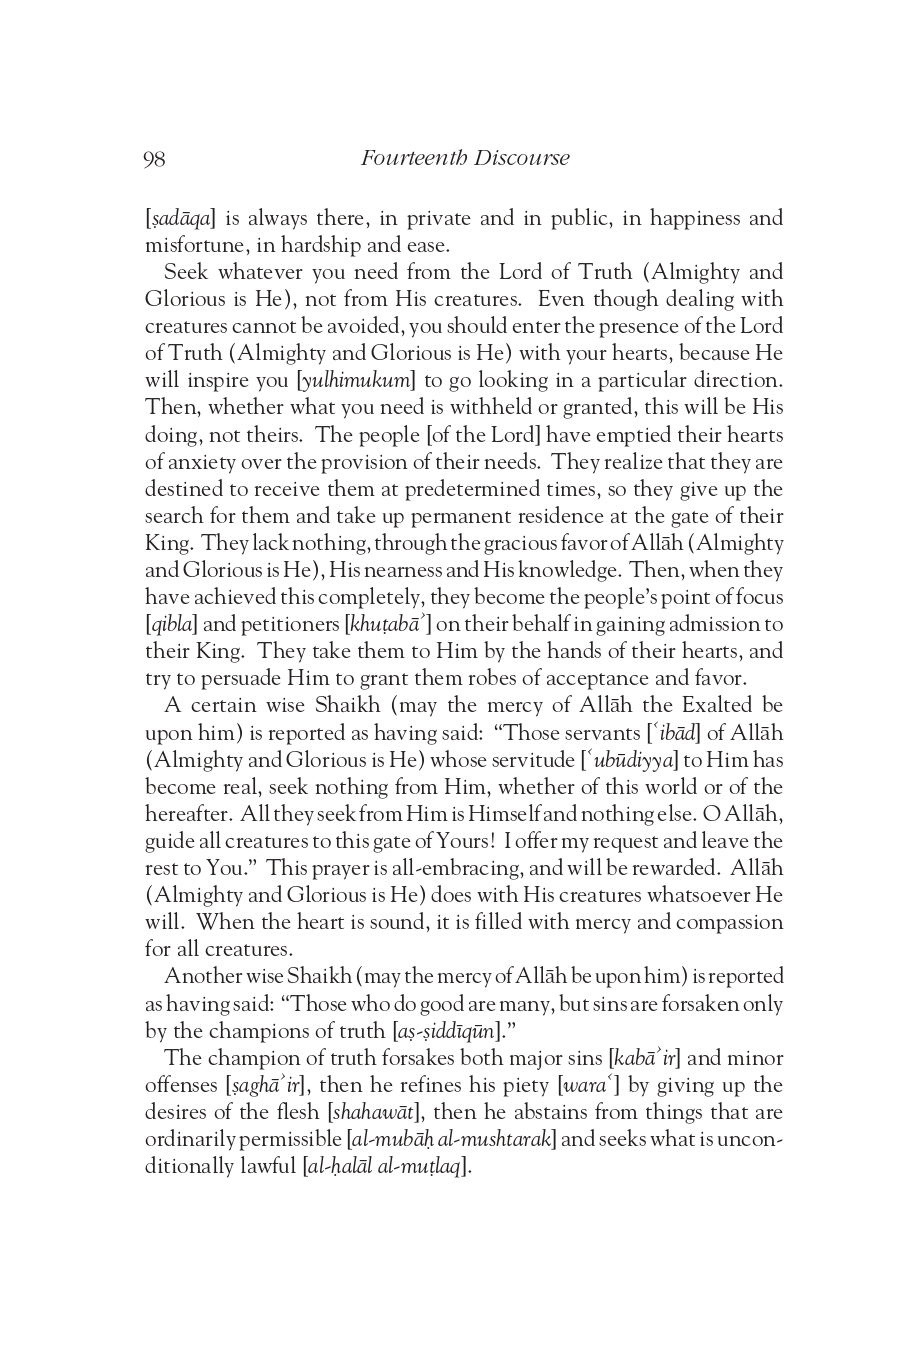 98
Fourteenth Discourse
[ṣadāqa] is always there, in private and in public, in happiness and
misfortune, in hardship and ease.
Seek whatever you need from the Lord of Truth (Almighty and
Glorious is He), not from His creatures. Even though dealing with
creatures cannot be avoided, you should enter the presence of the Lord
of Truth (Almighty and Glorious is He) with your hearts, because He
will inspire you [yulhimukum] to go looking in a particular direction.
Then, whether what you need is withheld or granted, this will be His
doing, not theirs. The people [of the Lord] have emptied their hearts
of anxiety over the provision of their needs. They realize that they are
destined to receive them at predetermined times, so they give up the
search for them and take up permanent residence at the gate of their
King. They lack nothing, through the gracious favor of Allāh (Almighty
and Glorious is He), His nearness and His knowledge. Then, when they
have achieved this completely, they become the people’s point of focus
[qibla] and petitioners [khuṭabāʾ] on their behalf in gaining admission to
their King. They take them to Him by the hands of their hearts, and
try to persuade Him to grant them robes of acceptance and favor.
A certain wise Shaikh (may the mercy of Allāh the Exalted be
upon him) is reported as having said: “Those servants [ʿibād] of Allāh
(Almighty and Glorious is He) whose servitude [ʿubūdiyya] to Him has
become real, seek nothing from Him, whether of this world or of the
hereafter. All they seek from Him is Himself and nothing else. O Allāh,
guide all creatures to this gate of Yours! I offer my request and leave the
rest to You.” This prayer is all-embracing, and will be rewarded. Allāh
(Almighty and Glorious is He) does with His creatures whatsoever He
will. When the heart is sound, it is filled with mercy and compassion
for all creatures.
Another wise Shaikh (may the mercy of Allāh be upon him) is reported
as having said: “Those who do good are many, but sins are forsaken only
by the champions of truth [aṣ-ṣiddīqūn].”
The champion of truth forsakes both major sins [kabāʾir] and minor
offenses [ṣaghāʾir], then he refines his piety [waraʿ] by giving up the
desires of the flesh [shahawāt], then he abstains from things that are
ordinarily permissible [al-mubāḥ al-mushtarak] and seeks what is uncon-
ditionally lawful [al-ḥalāl al-muṭlaq].